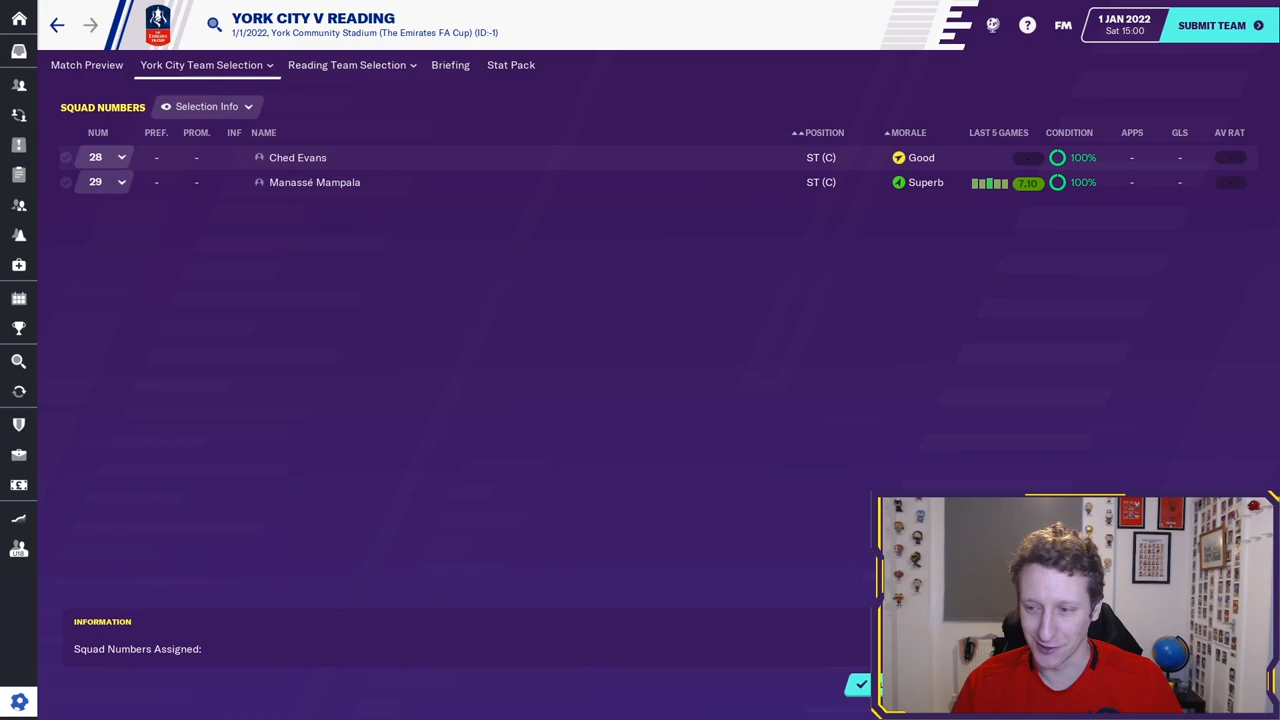 YORK CITY V READING
1/1/2022, York Community Stadium (The Emirates FA Cup) (ID:-1)
?
FM
1 JAN 2022
Sat 15:00
SUBMIT TEAM
Match Preview York City Team Selection Reading Team Selection Briefing Stat Pack
SQUAD NUMBERS Selection Info
NUM PREF. PROM. INF NAME POSITION MORALE LAST 5 GAMES CONDITION APPS GLS AV RAT
28 - - Ched Evans ST (C) Good - 100% - - -
29 - - Manassé Mampala ST (C) Superb 7.10 100% - - -
U18
INFORMATION
Squad Numbers Assigned: